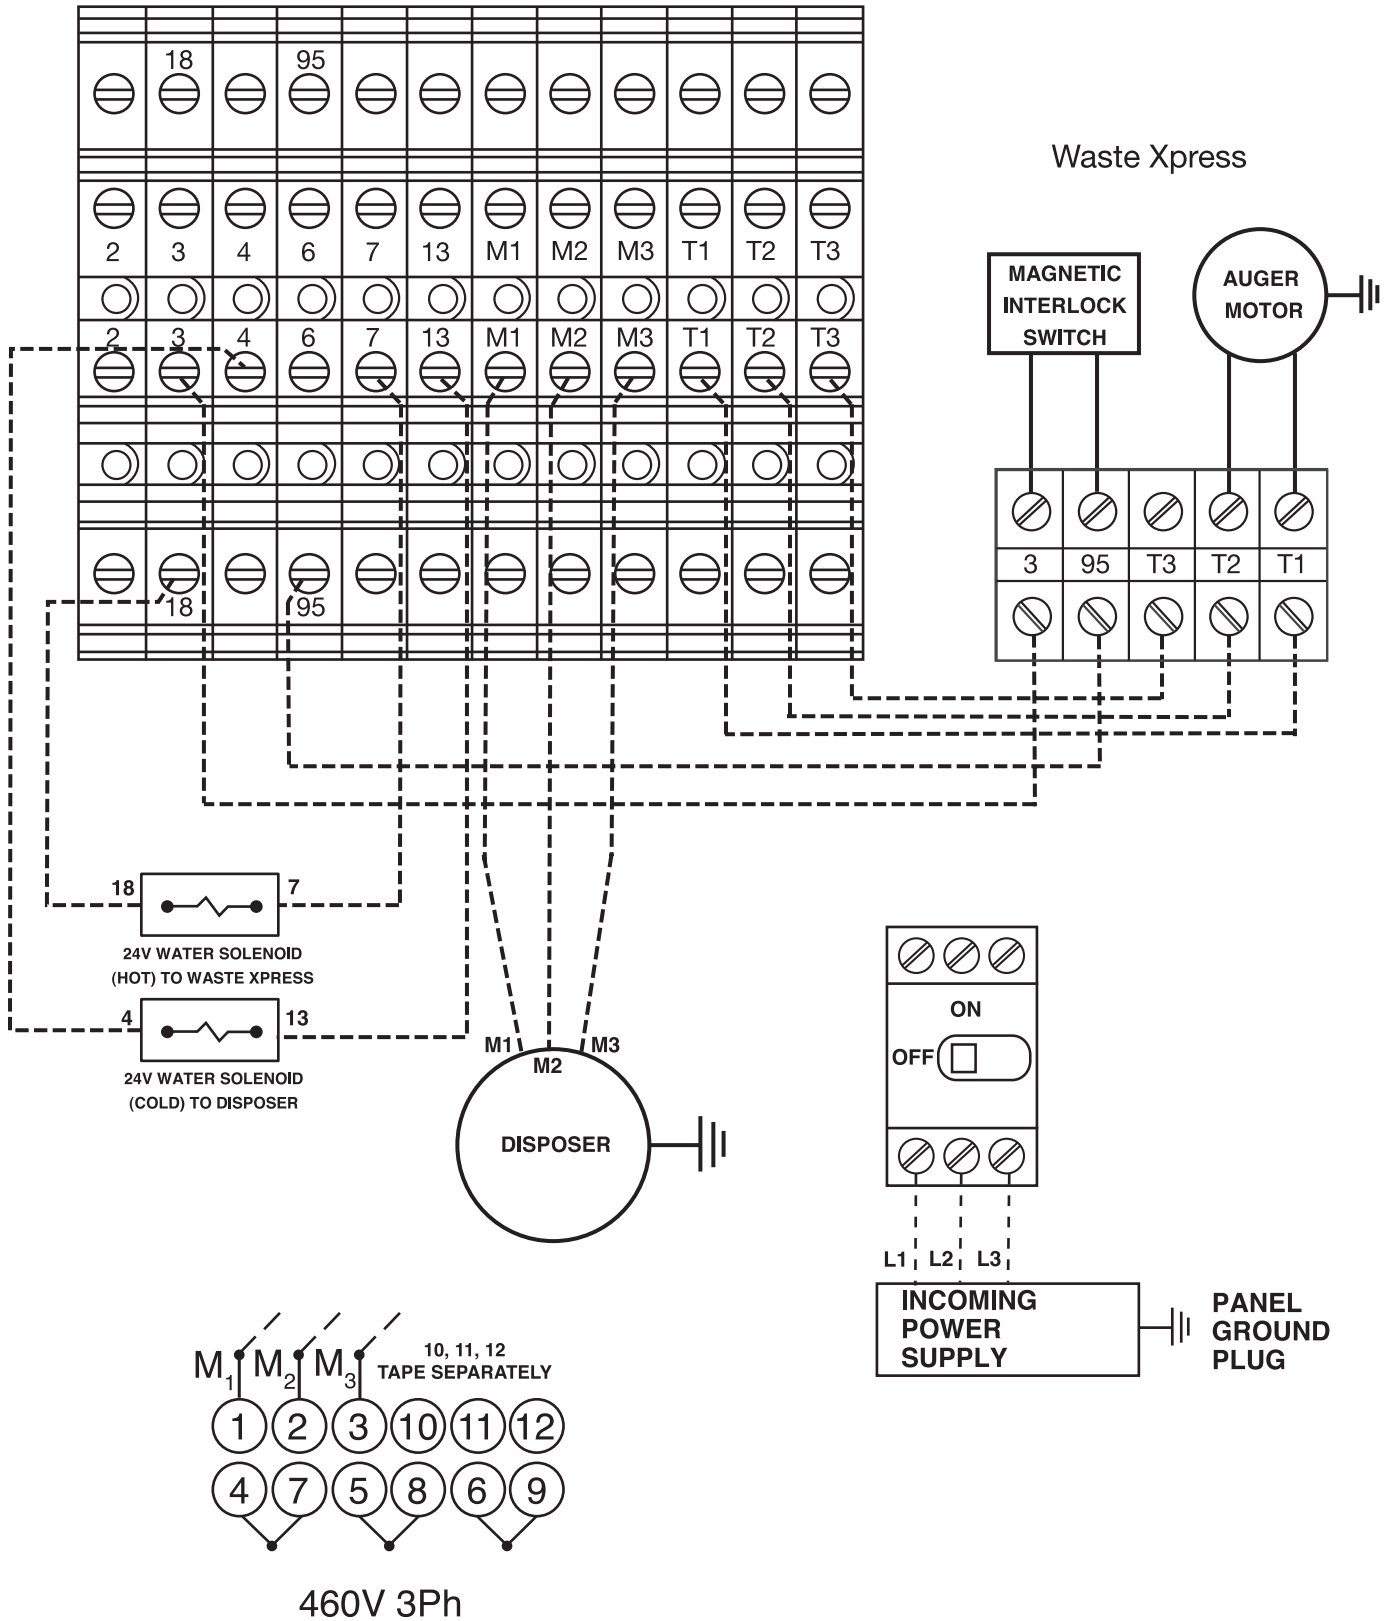 18 95
2 3 4 6 7 13 M1 M2 M3 T1 T2 T3
2 3 4 6 7 13 M1 M2 M3 T1 T2 T3
18 95
Waste Xpress
MAGNETIC
INTERLOCK
SWITCH
AUGER
MOTOR
3 95 T3 T2 T1
18 7
24V WATER SOLENOID
(HOT) TO WASTE XPRESS
4 13
24V WATER SOLENOID
(COLD) TO DISPOSER
M1 M2 M3
DISPOSER
ON
OFF
L1 L2 L3
INCOMING
POWER
SUPPLY
PANEL
GROUND
PLUG
M1 M2 M3
10, 11, 12
TAPE SEPARATELY
1 2 3 10 11 12
4 7 5 8 6 9
460V 3Ph